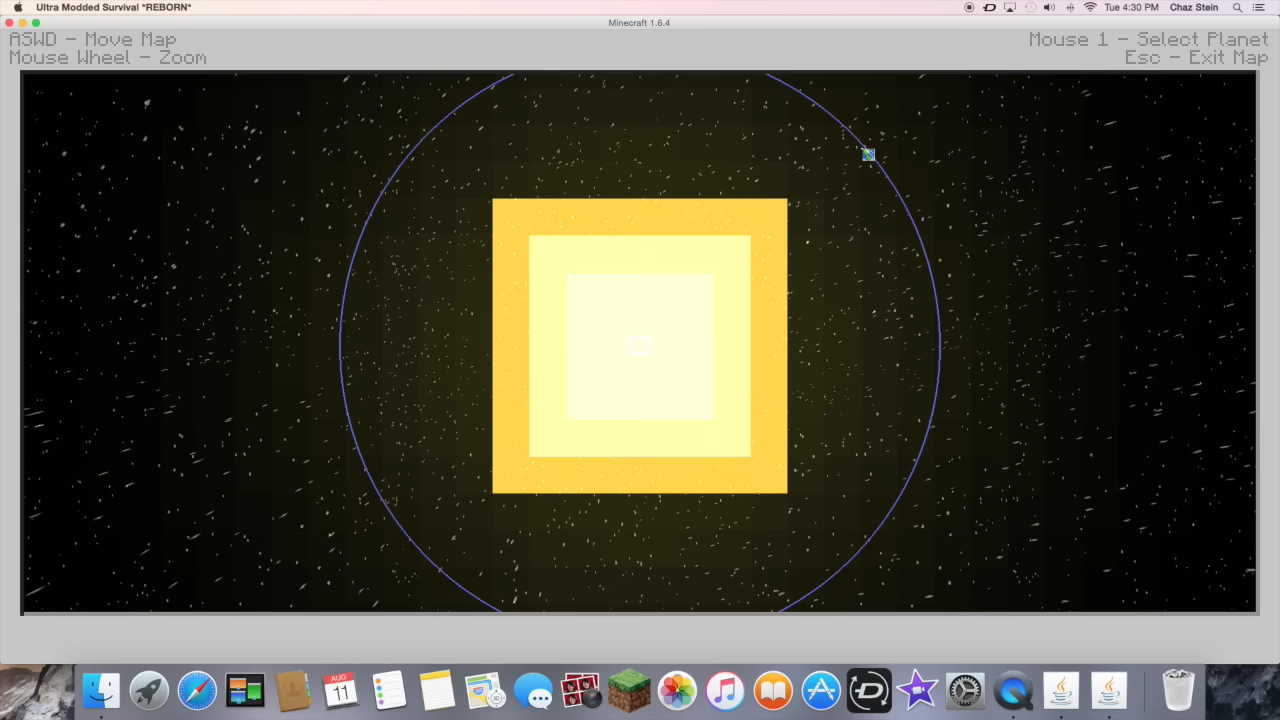 Ultra Modded Survival *REBORN*
Tue 4:30 PM
Chaz Stein
Minecraft 1.6.4
ASWD - Move Map
Mouse Wheel - Zoom
Mouse 1 - Select Planet
Esc - Exit Map
AUG
11